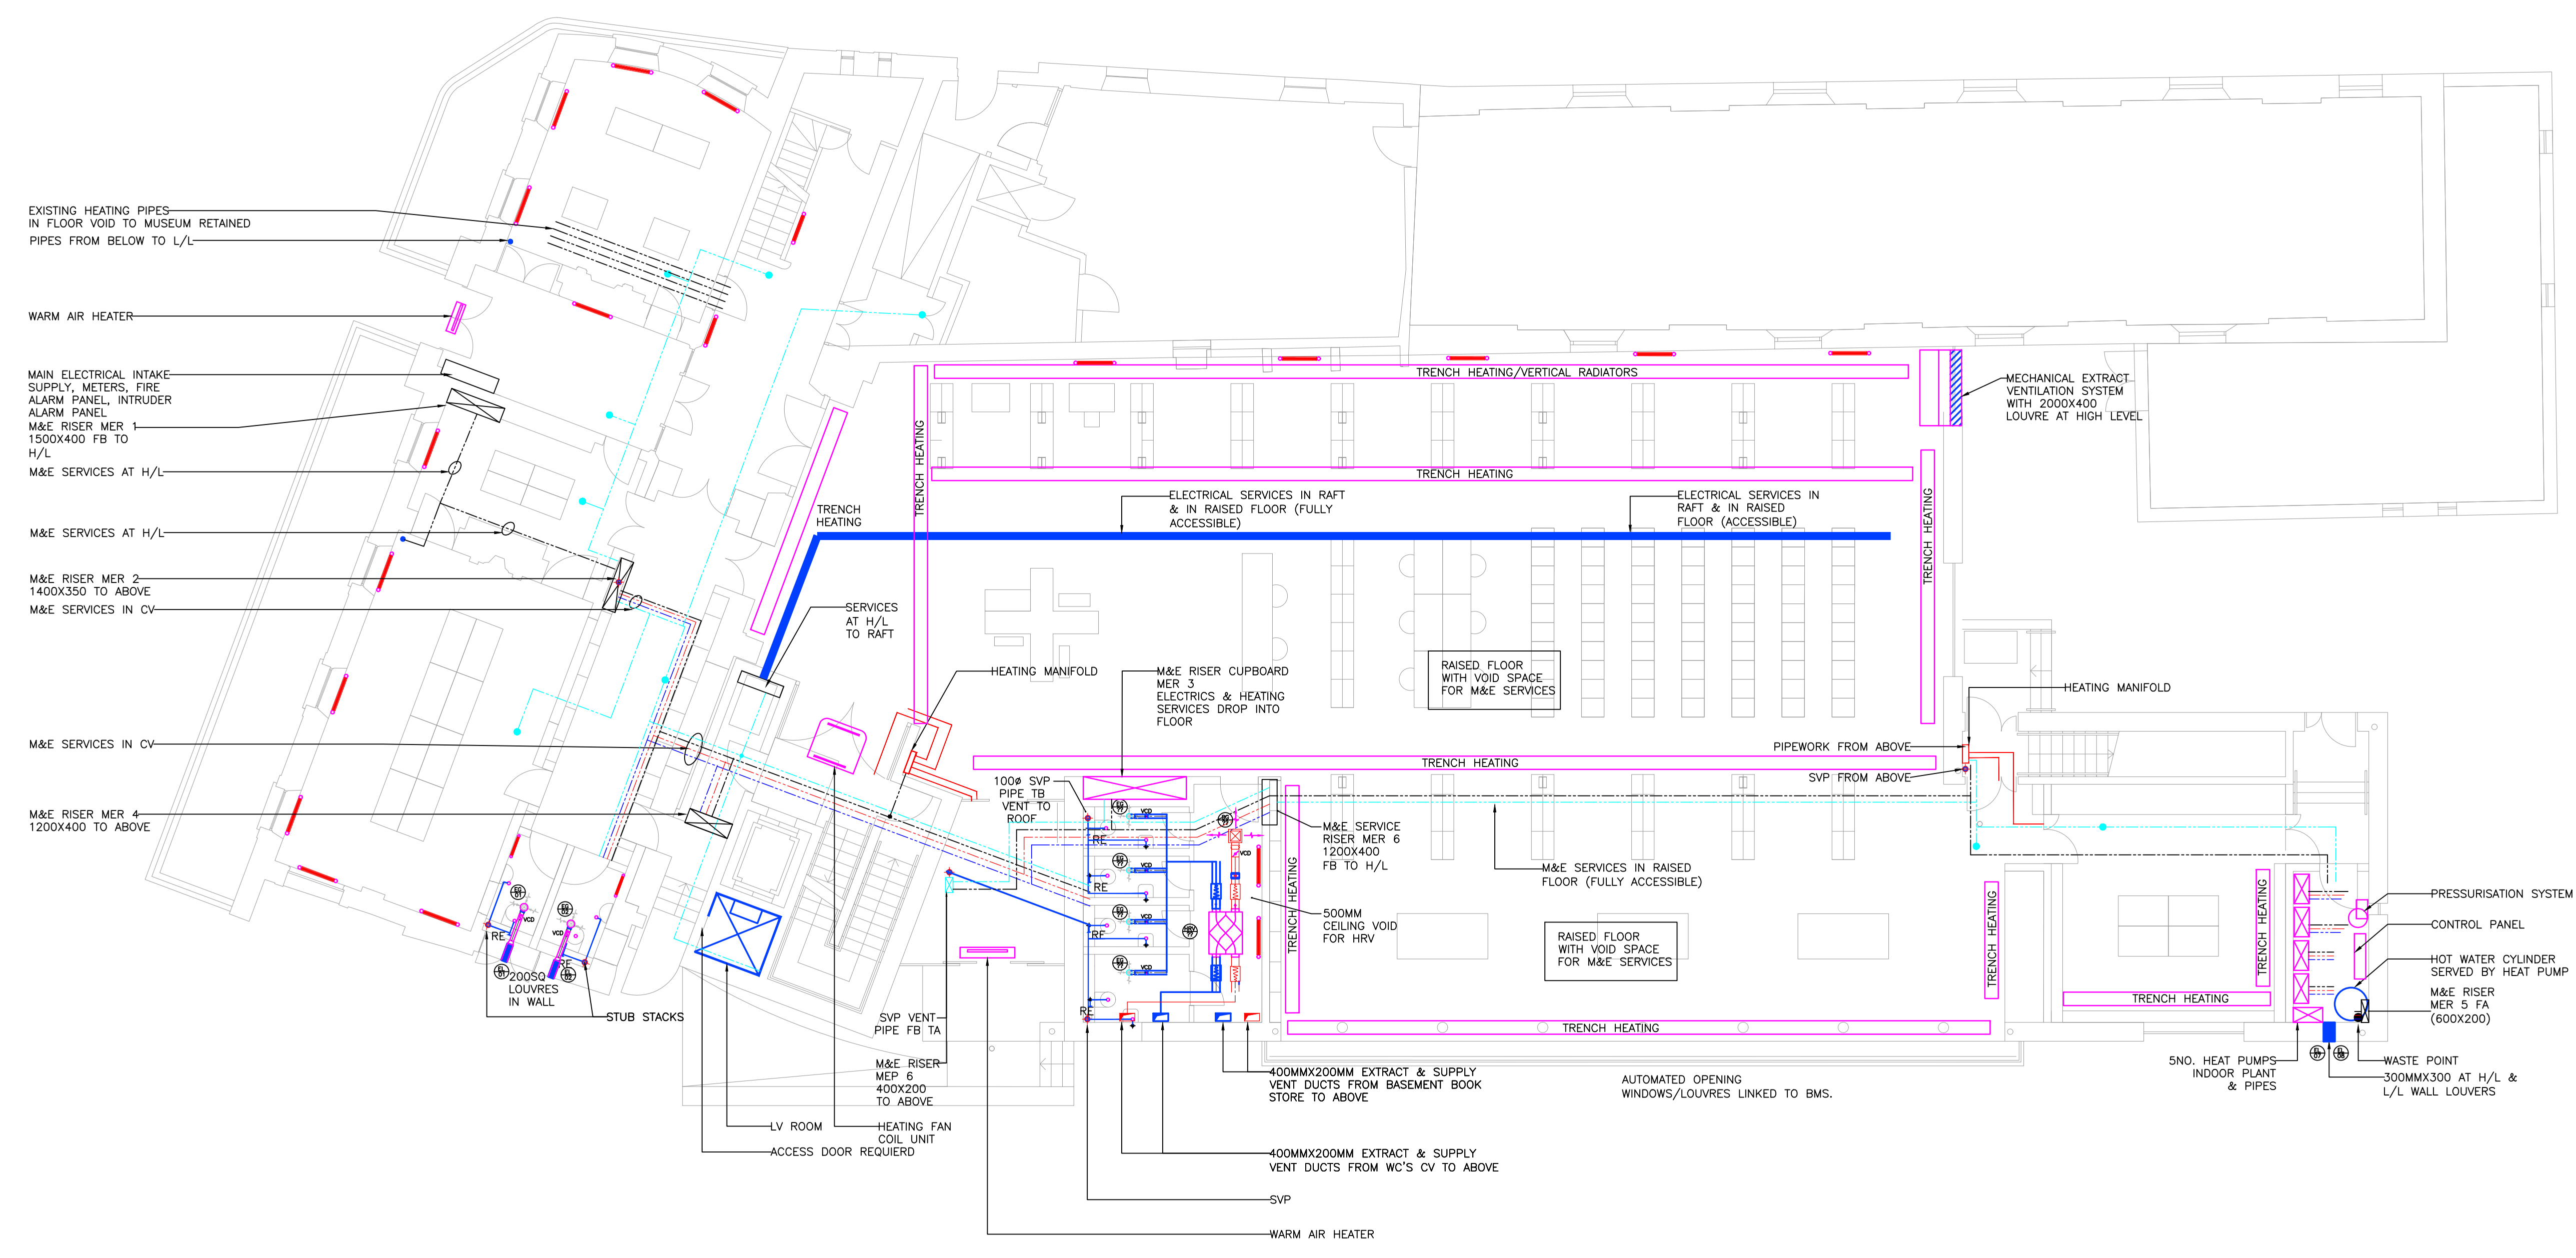 EXISTING HEATING PIPES
IN FLOOR VOID TO MUSEUM RETAINED
PIPES FROM BELOW TO L/L
WARM AIR HEATER
MAIN ELECTRICAL INTAKE
SUPPLY, METERS, FIRE
ALARM PANEL, INTRUDER
ALARM PANEL
M&E RISER MER 1
1500X400 FB TO
H/L
M&E SERVICES AT H/L
M&E SERVICES AT H/L
M&E RISER MER 2
1400X350 TO ABOVE
M&E SERVICES IN CV
M&E SERVICES IN CV
M&E RISER MER 4
1200X400 TO ABOVE
TRENCH HEATING/VERTICAL RADIATORS
TRENCH HEATING
TRENCH HEATING
TRENCH HEATING
MECHANICAL EXTRACT
VENTILATION SYSTEM
WITH 2000X400
LOUVRE AT HIGH LEVEL
ELECTRICAL SERVICES IN RAFT
& IN RAISED FLOOR (FULLY
ACCESSIBLE)
ELECTRICAL SERVICES IN
RAFT & IN RAISED
FLOOR (ACCESSIBLE)
TRENCH
HEATING
SERVICES
AT H/L
TO RAFT
HEATING MANIFOLD
M&E RISER CUPBOARD
MER 3
ELECTRICS & HEATING
SERVICES DROP INTO
FLOOR
RAISED FLOOR
WITH VOID SPACE
FOR M&E SERVICES
HEATING MANIFOLD
PIPEWORK FROM ABOVE
SVP FROM ABOVE
TRENCH HEATING
100ø SVP
PIPE TB
VENT TO
ROOF
M&E SERVICE
RISER MER 6
1200X400
FB TO H/L
M&E SERVICES IN RAISED
FLOOR (FULLY ACCESSIBLE)
TRENCH HEATING
500MM
CEILING VOID
FOR HRV
RAISED FLOOR
WITH VOID SPACE
FOR M&E SERVICES
TRENCH HEATING
TRENCH HEATING
TRENCH HEATING
TRENCH HEATING
PRESSURISATION SYSTEM
CONTROL PANEL
HOT WATER CYLINDER
SERVED BY HEAT PUMP
M&E RISER
MER 5 FA
(600X200)
VCD
VCD
VCD
VCD
VCD
VCD
VCD
RE
RE
RE
RE
RE
RE
200SQ
LOUVRES
IN WALL
STUB STACKS
SVP VENT
PIPE FB TA
M&E RISER
MEP 6
400X200
TO ABOVE
LV ROOM
HEATING FAN
COIL UNIT
ACCESS DOOR REQUIERD
400MMX200MM EXTRACT & SUPPLY
VENT DUCTS FROM BASEMENT BOOK
STORE TO ABOVE
400MMX200MM EXTRACT & SUPPLY
VENT DUCTS FROM WC'S CV TO ABOVE
SVP
WARM AIR HEATER
AUTOMATED OPENING
WINDOWS/LOUVRES LINKED TO BMS.
5NO. HEAT PUMPS
INDOOR PLANT
& PIPES
WASTE POINT
300MMX300 AT H/L &
L/L WALL LOUVERS